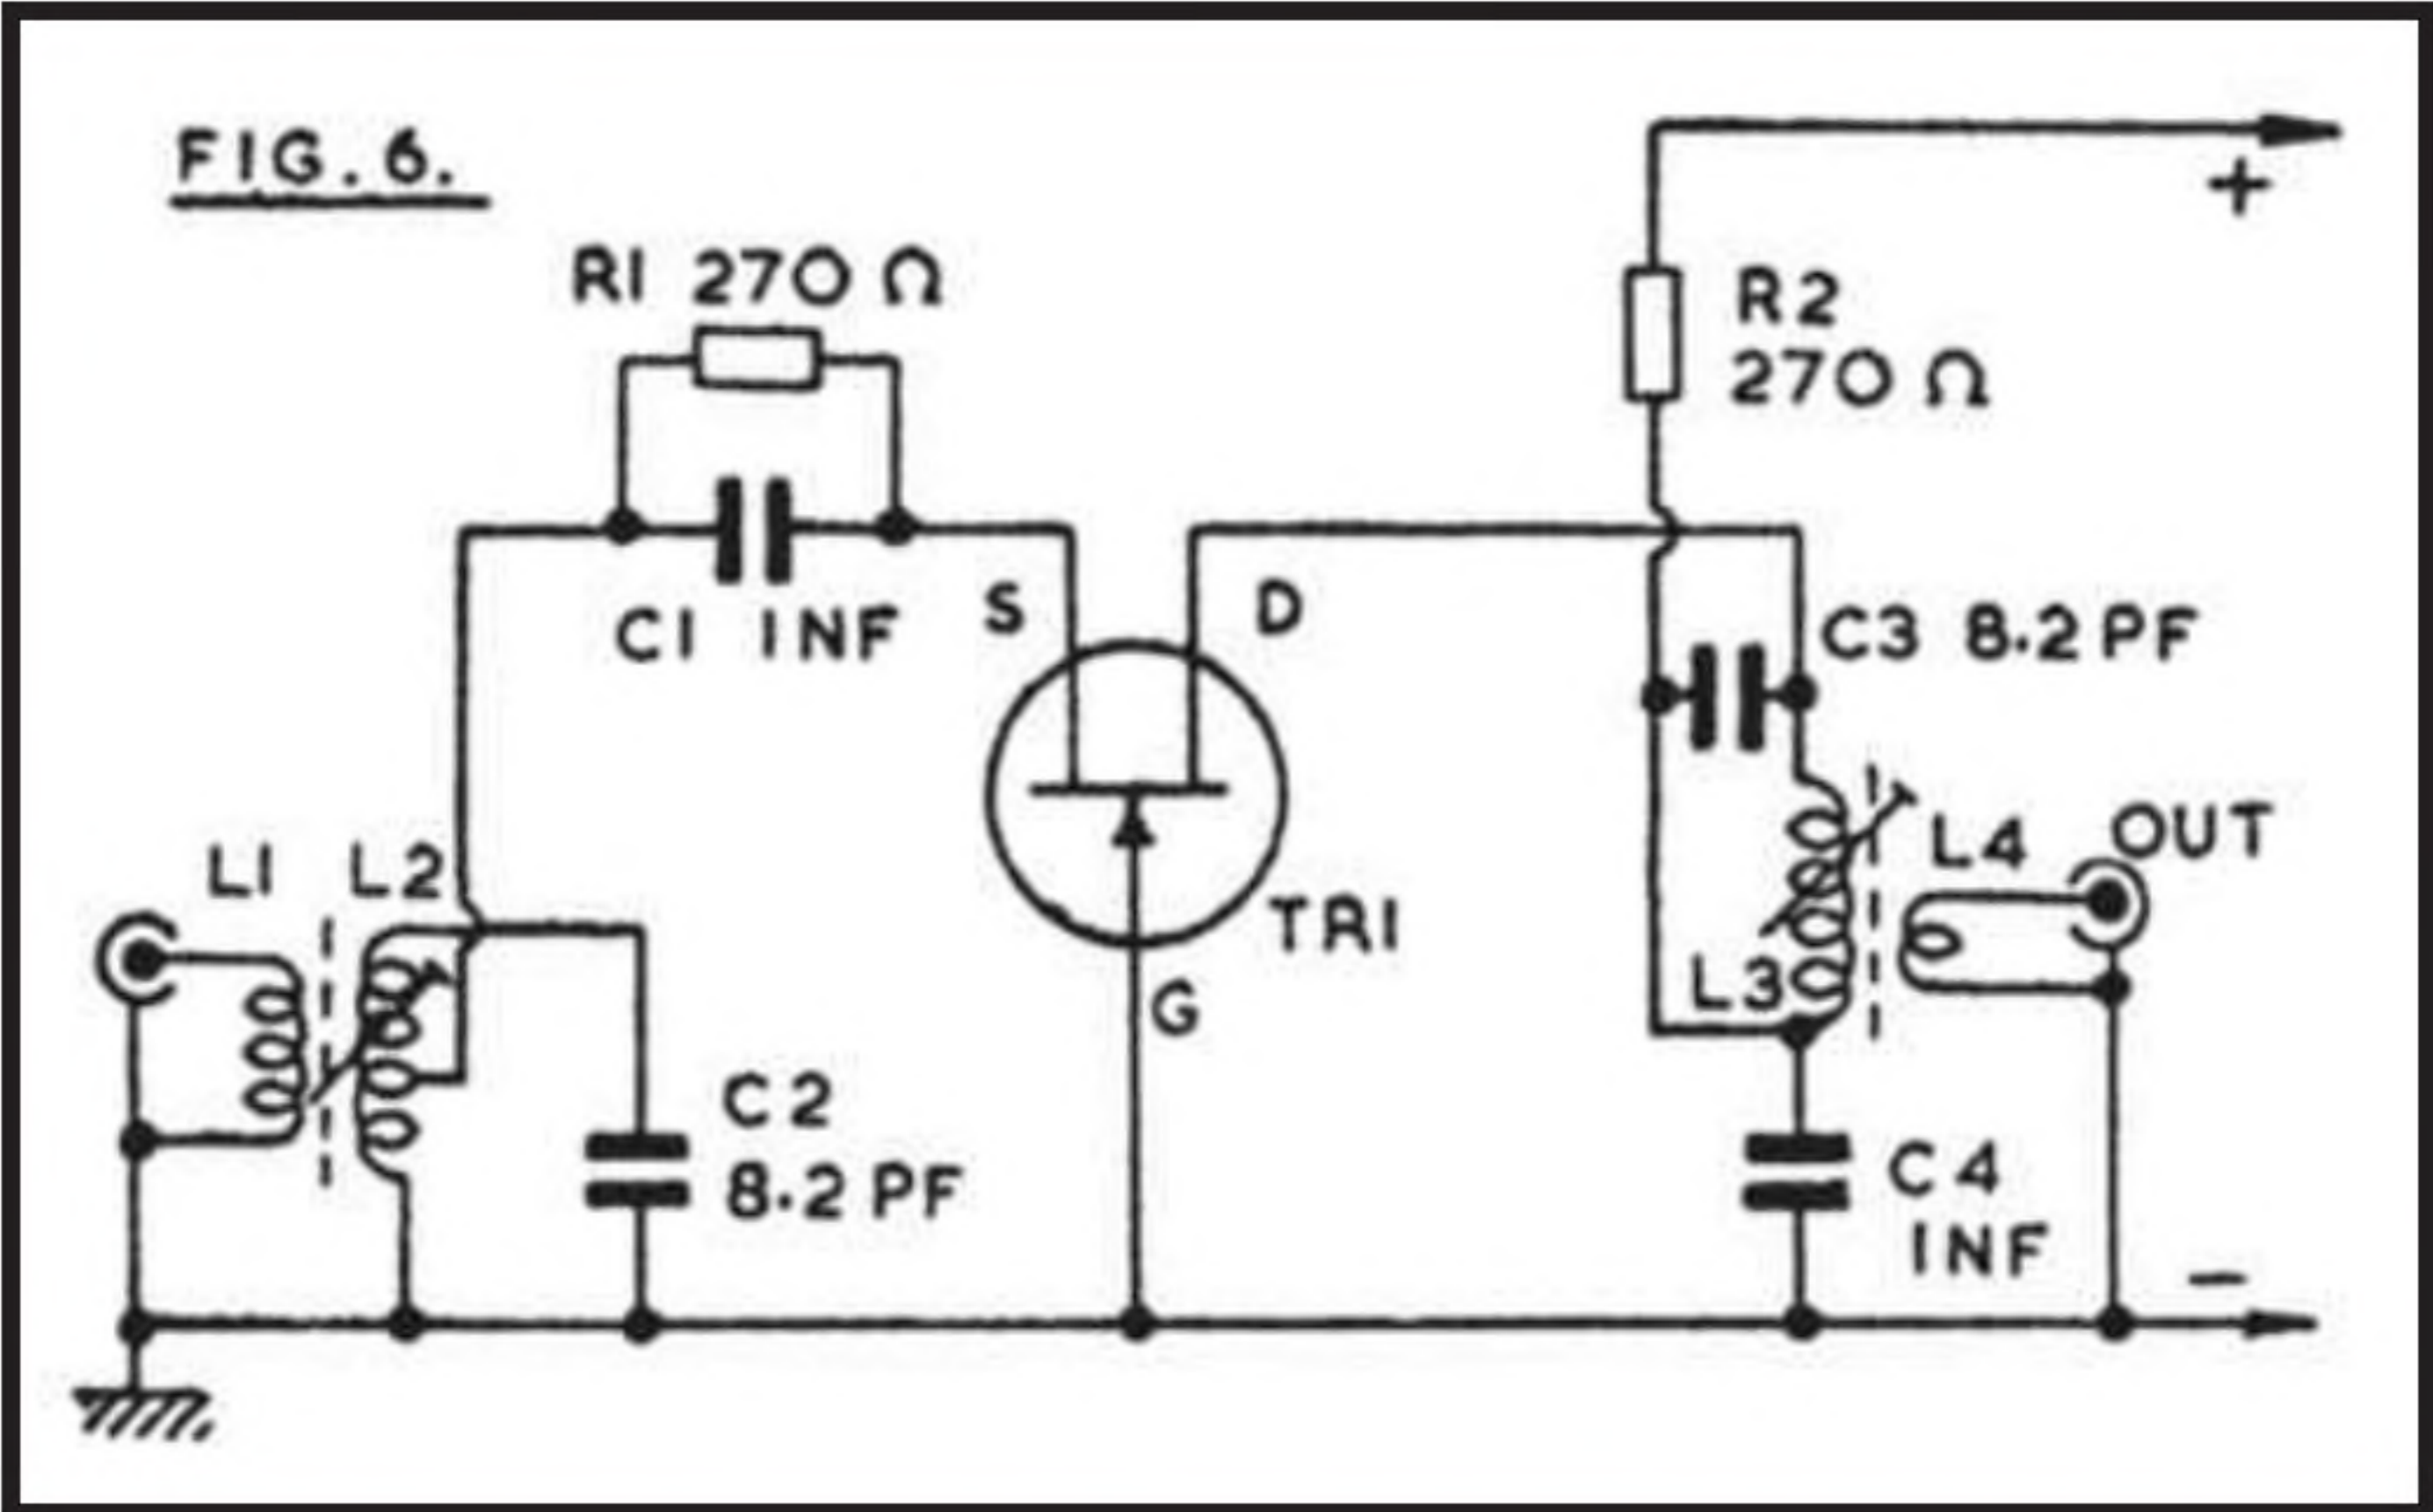 FIG. 6.
R1 270 Ω
R2
270 Ω
S
D
C1 1NF
C3 8.2 PF
L1
L2
L4
OUT
TR1
L3
G
C2
8.2 PF
C4
1NF
+
−